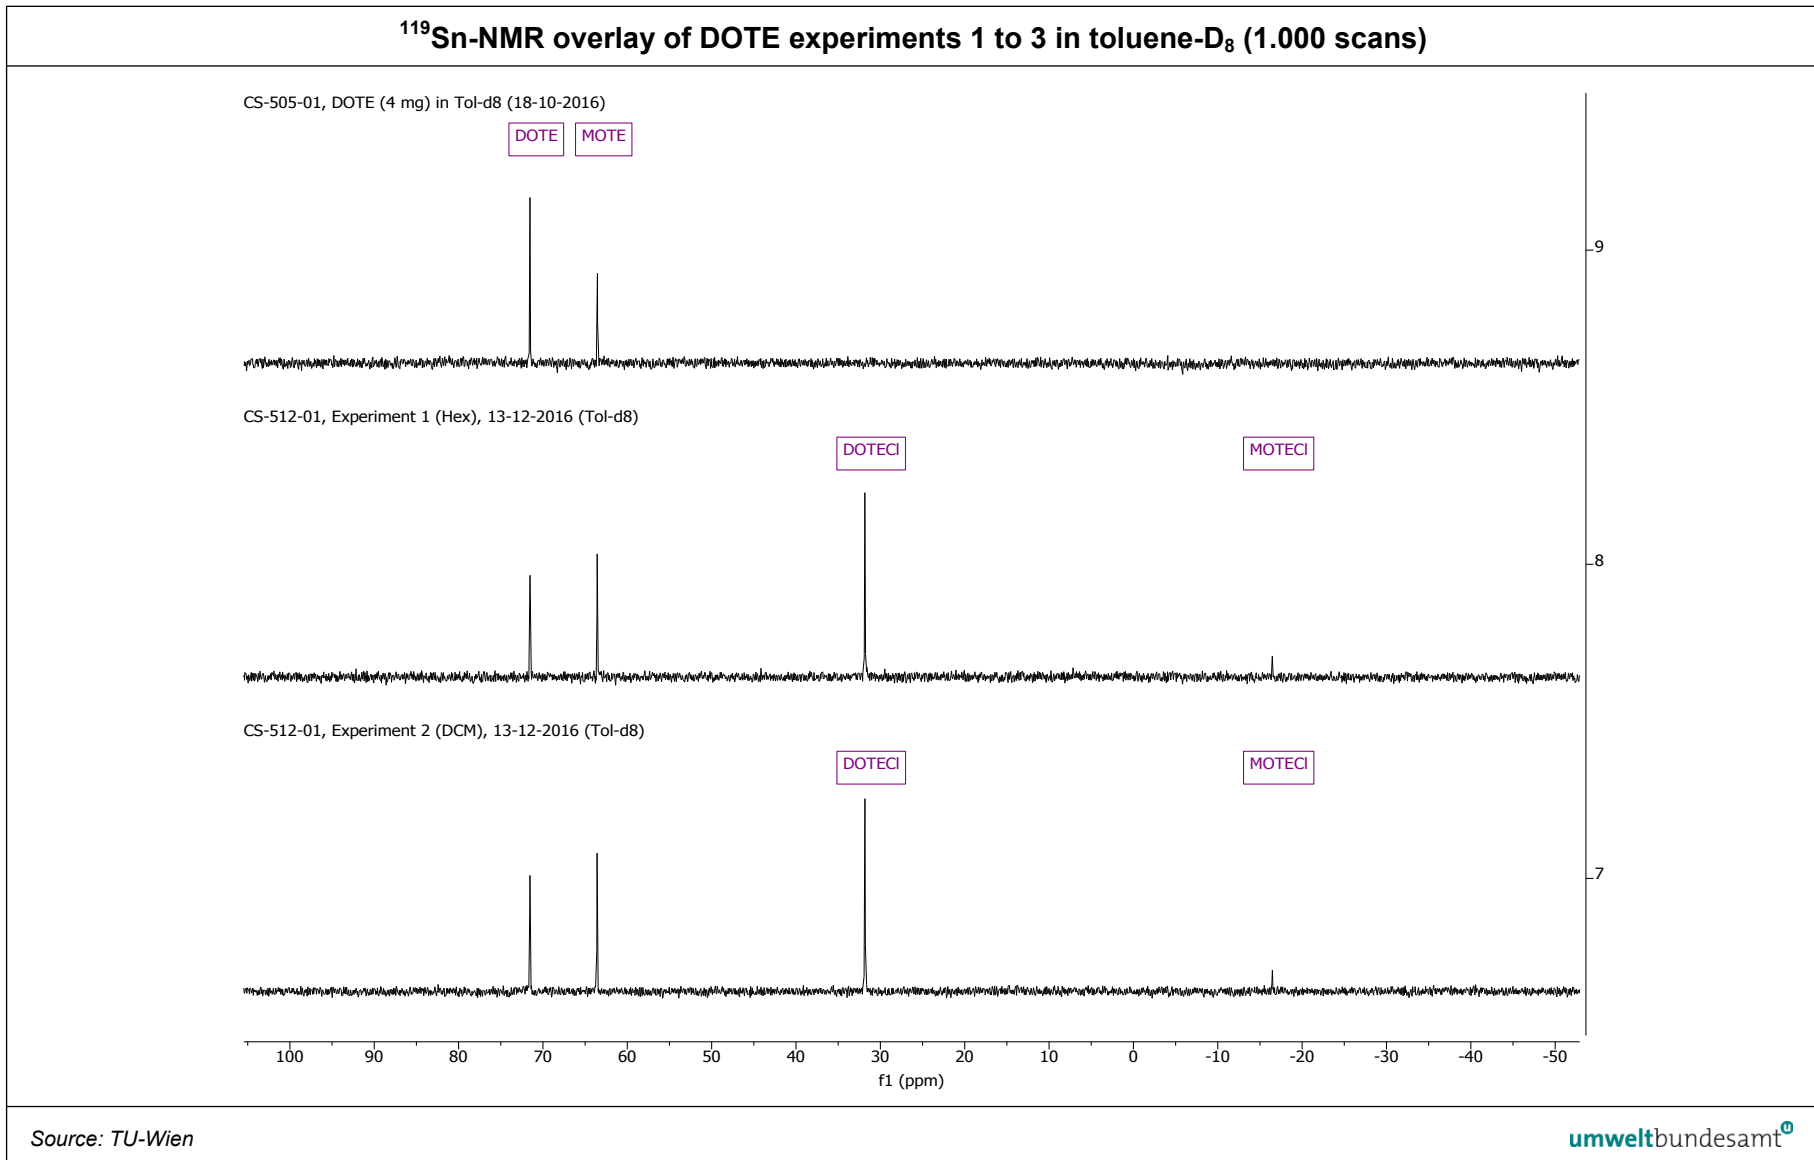 ¹¹⁹Sn-NMR overlay of DOTE experiments 1 to 3 in toluene-D₈ (1.000 scans)
CS-505-01, DOTE (4 mg) in Tol-d8 (18-10-2016)
DOTE MOTE
9
CS-512-01, Experiment 1 (Hex), 13-12-2016 (Tol-d8)
DOTECl MOTECl
8
CS-512-01, Experiment 2 (DCM), 13-12-2016 (Tol-d8)
DOTECl MOTECl
7
100 90 80 70 60 50 40 30 20 10 0 -10 -20 -30 -40 -50
f1 (ppm)
Source: TU-Wien
umweltbundesamt ᵘ